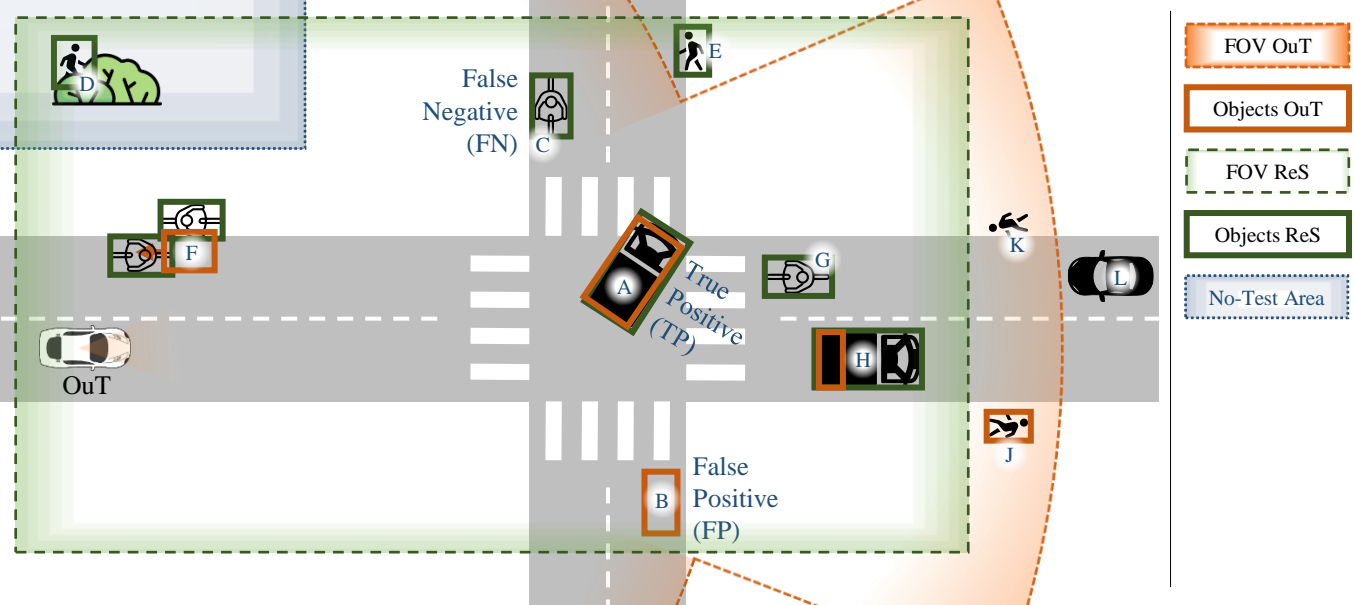 D
False
Negative
(FN)
C
E
F
A
True
Positive
(TP)
G
H
K
L
J
OuT
B
False
Positive
(FP)
FOV OuT
Objects OuT
FOV ReS
Objects ReS
No-Test Area